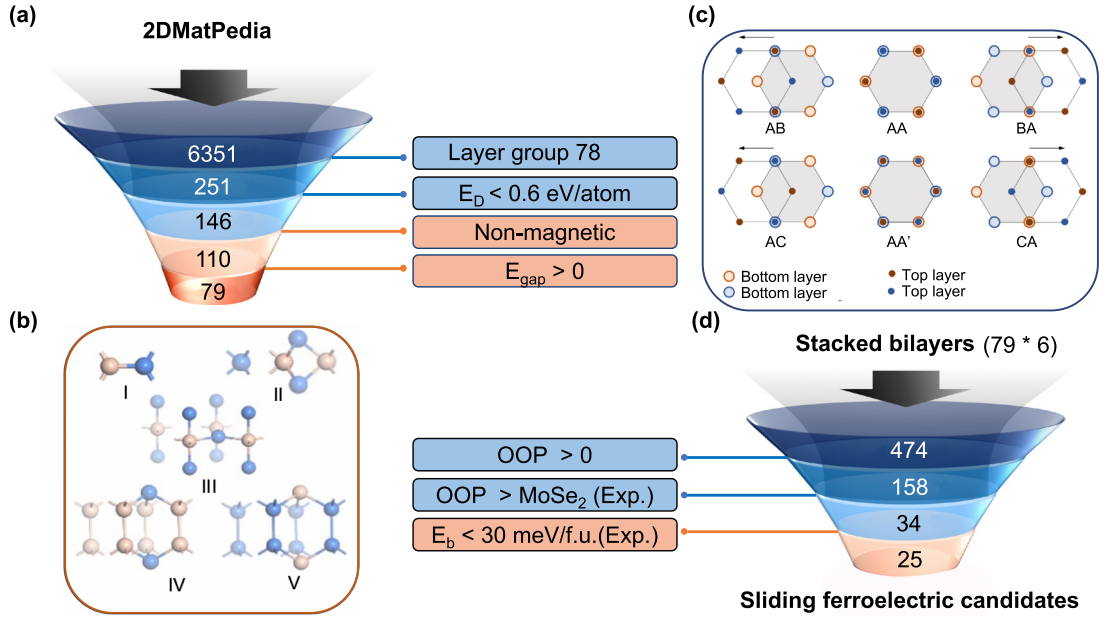 (a)
2DMatPedia
6351
251
146
110
79
Layer group 78
E_D < 0.6 eV/atom
Non-magnetic
E_gap > 0
(b)
I
II
III
IV
V
(c)
AB
AA
BA
AC
AA'
CA
Bottom layer
Bottom layer
Top layer
Top layer
(d)
Stacked bilayers (79 * 6)
474
158
34
25
OOP > 0
OOP > MoSe₂ (Exp.)
E_b < 30 meV/f.u.(Exp.)
Sliding ferroelectric candidates